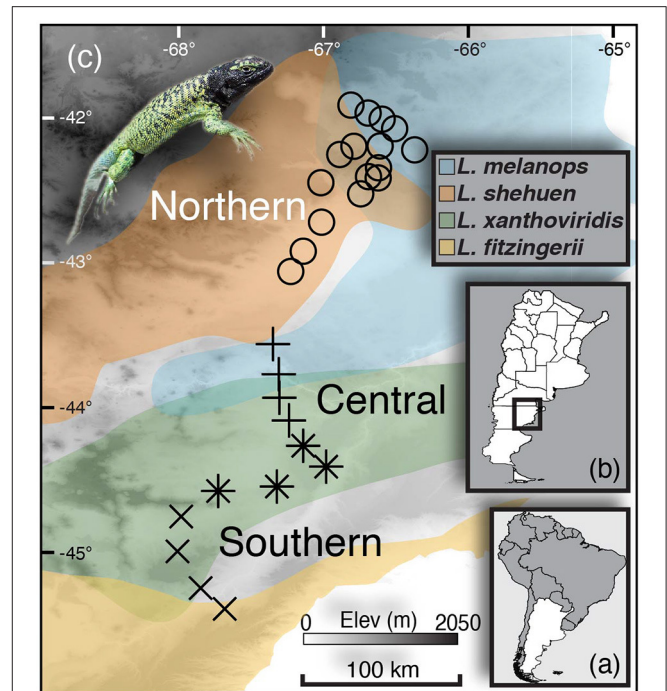 -68° -67° -66° -65°
(c)
-42°
L. melanops
L. shehuen
L. xanthoviridis
L. fitzingerii
Northern
-43°
(b)
Central
-44°
Southern
-45°
Elev (m)
0 2050
100 km
(a)